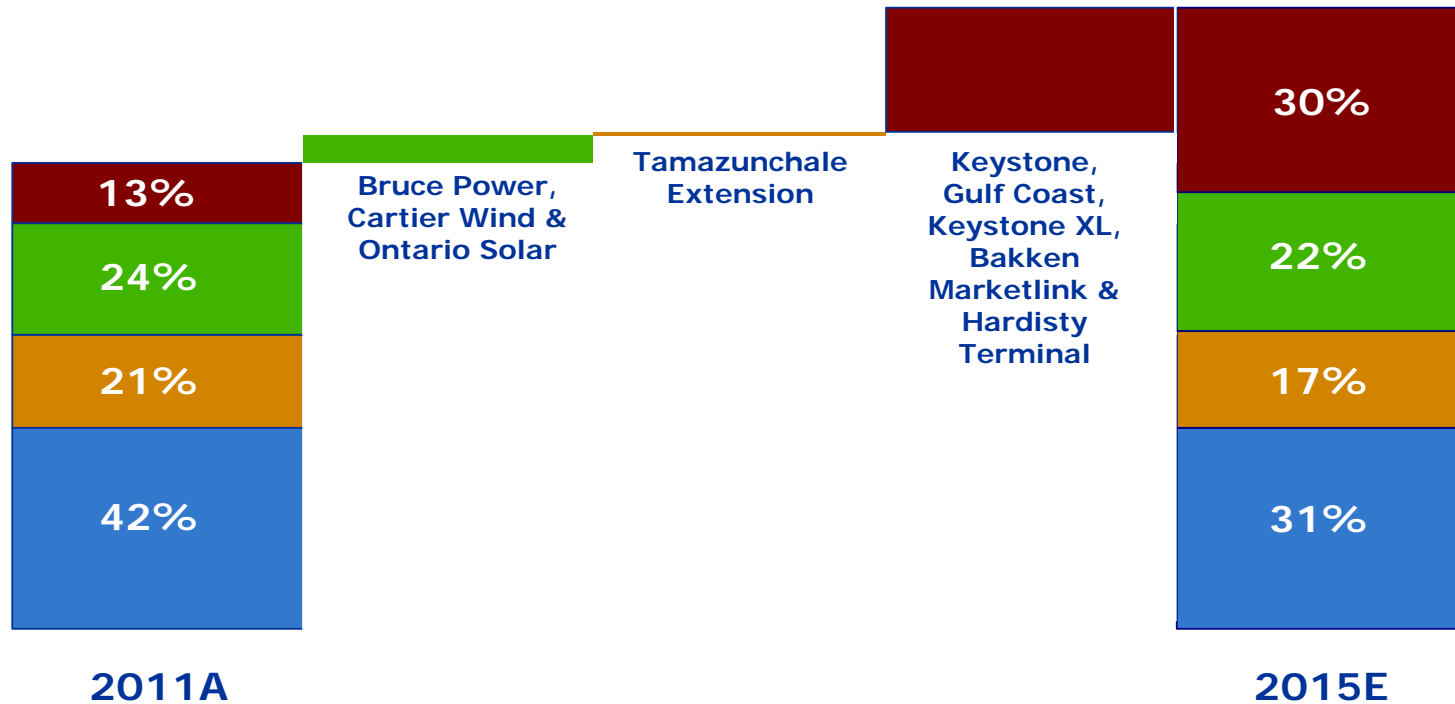 13%
24%
21%
42%
2011A
Bruce Power,
Cartier Wind &
Ontario Solar
Tamazunchale
Extension
Keystone,
Gulf Coast,
Keystone XL,
Bakken
Marketlink &
Hardisty
Terminal
30%
22%
17%
31%
2015E